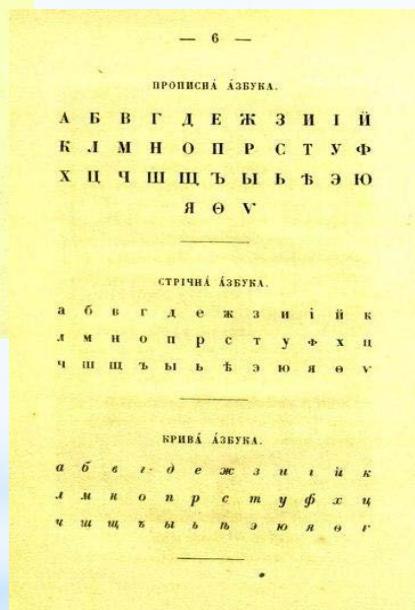 — 6 —
ПРОПИСНА́ А́ЗБУКА.
А Б В Г Д Е Ж З И І Й
К Л М Н О П Р С Т У Ф
Х Ц Ч Ш Щ Ъ Ы Ь Ѣ Э Ю
Я Ѳ Ѵ
СТРІЧНА́ А́ЗБУКА.
а б в г д е ж з и і й к
л м н о п р с т у ф х ц
ч ш щ ъ ы ь ѣ э ю я ѳ ѵ
КРИВА́ А́ЗБУКА.
а б в г д е ж з и і й к
л м н о п р с т у ф х ц
ч ш щ ъ ы ь ѣ э ю я ѳ ѵ